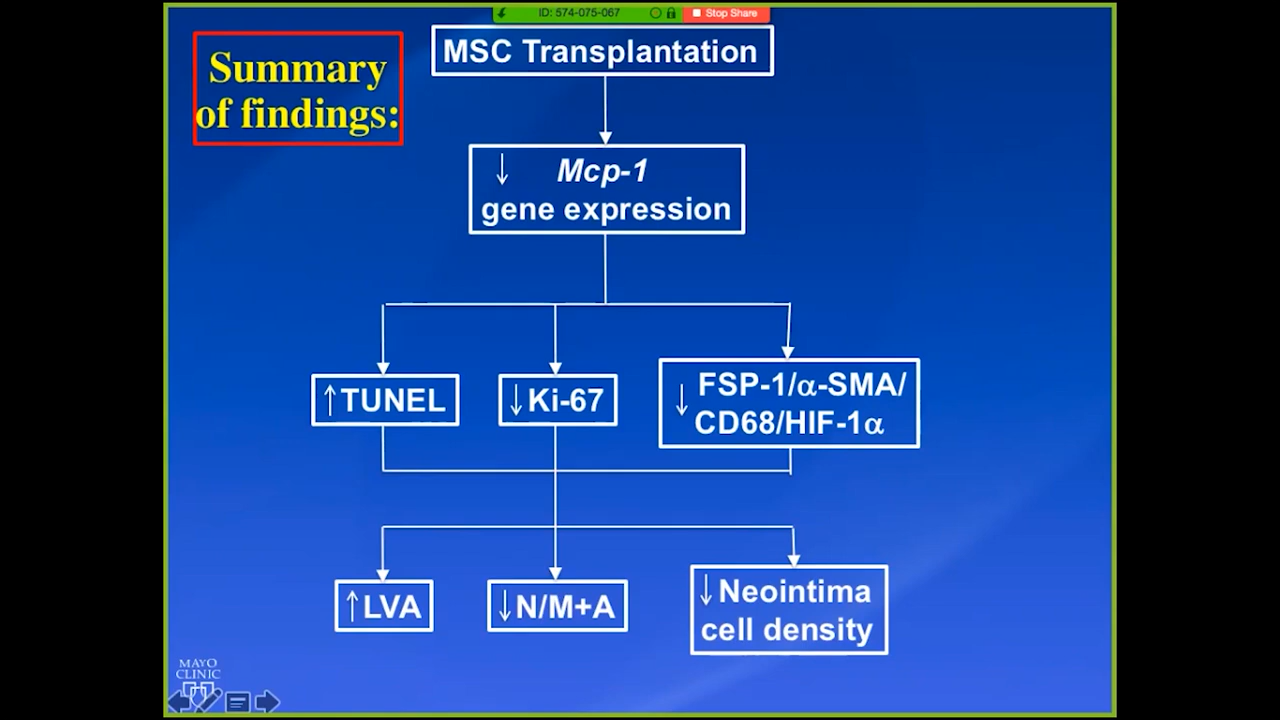 ID: 574-075-067
Stop Share
Summary
of findings:
MSC Transplantation
↓ Mcp-1
gene expression
↑TUNEL
↓Ki-67
↓ FSP-1/α-SMA/
CD68/HIF-1α
↑LVA
↓N/M+A
↓Neointima
cell density
MAYO
CLINIC